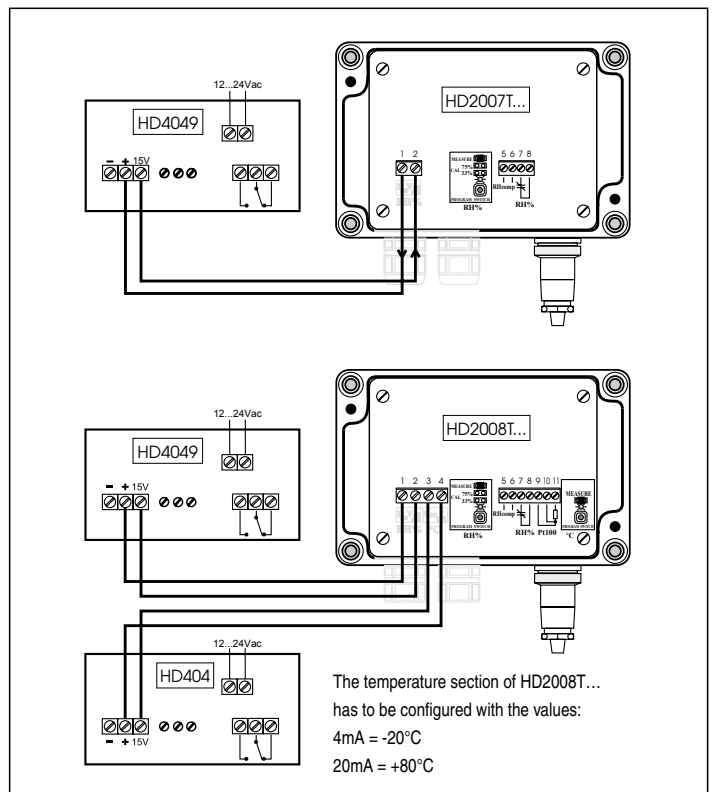 12...24Vac
HD4049
− + 15V
HD2007T...
1 2
MEASURE
75%
CAL.
33%
PROGRAM SWITCH
RH%
5 6 7 8
RHcomp
RH%
12...24Vac
HD4049
− + 15V
HD2008T...
1 2 3 4
MEASURE
75%
CAL.
33%
PROGRAM SWITCH
RH%
5 6 7 8 9 10 11
RHcomp
RH% Pt100
MEASURE
PROGRAM SWITCH
°C
12...24Vac
HD404
− + 15V
The temperature section of HD2008T...
has to be configured with the values:
4mA = -20°C
20mA = +80°C